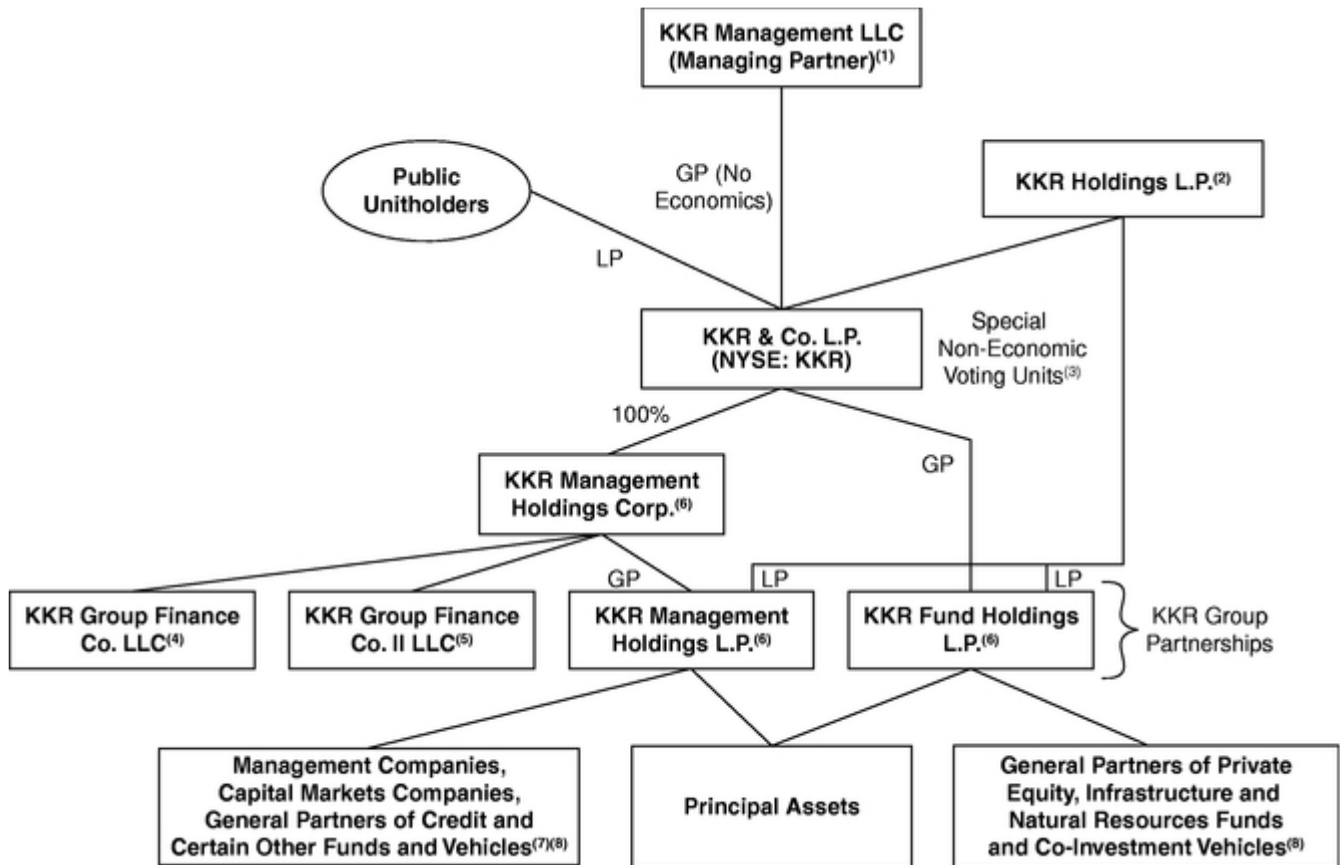 KKR Management LLC
(Managing Partner)(1)
Public
Unitholders
GP (No
Economics)
KKR Holdings L.P.(2)
LP
KKR & Co. L.P.
(NYSE: KKR)
Special
Non-Economic
Voting Units(3)
100%
GP
KKR Management
Holdings Corp.(6)
GP
LP
LP
KKR Group Finance
Co. LLC(4)
KKR Group Finance
Co. II LLC(5)
KKR Management
Holdings L.P.(6)
KKR Fund Holdings
L.P.(6)
KKR Group
Partnerships
Management Companies,
Capital Markets Companies,
General Partners of Credit and
Certain Other Funds and Vehicles(7)(8)
Principal Assets
General Partners of Private
Equity, Infrastructure and
Natural Resources Funds
and Co-Investment Vehicles(8)